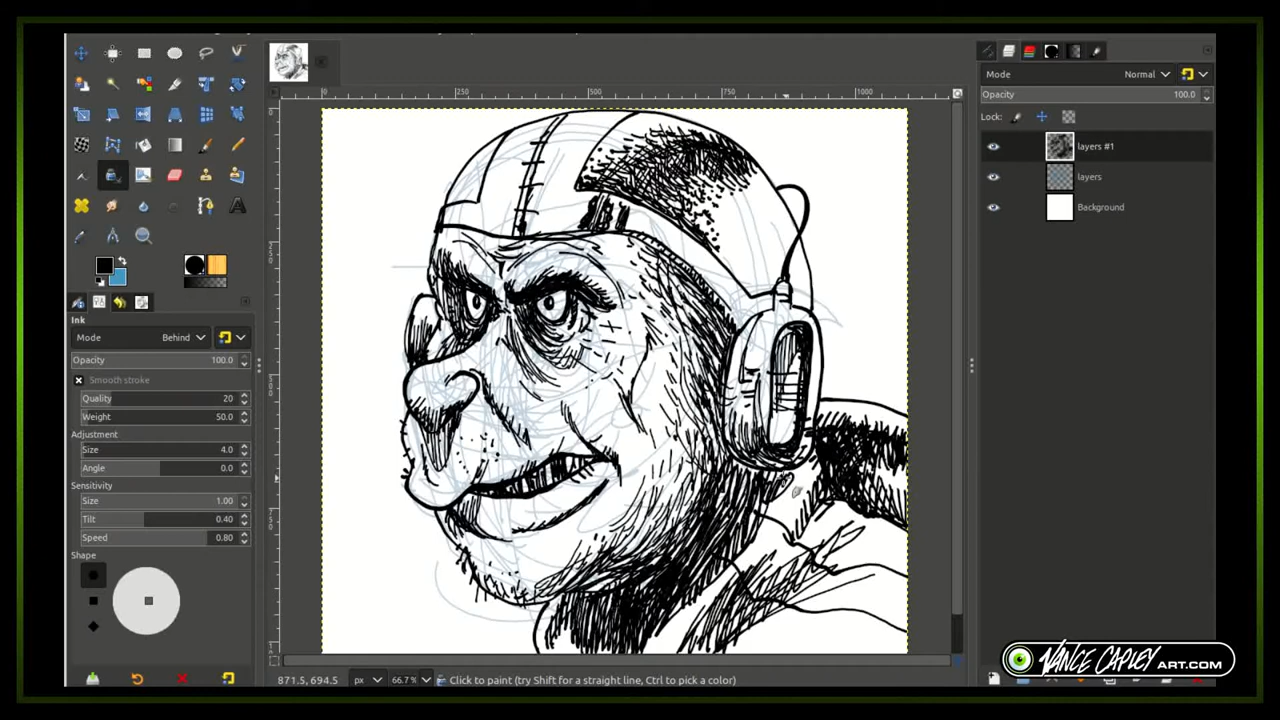 Mode Normal
Opacity 100.0
Lock:
layers #1
layers
Background
0 250 500 750 1000
Ink
Mode Behind
Opacity 100.0
Smooth stroke
Quality 20
Weight 50.0
Adjustment
Size 4.0
Angle 0.0
Sensitivity
Size 1.00
Tilt 0.40
Speed 0.80
Shape
871.5, 694.5 px 66.7 % Click to paint (try Shift for a straight line, Ctrl to pick a color)
VANCE CAPLEY ART.COM